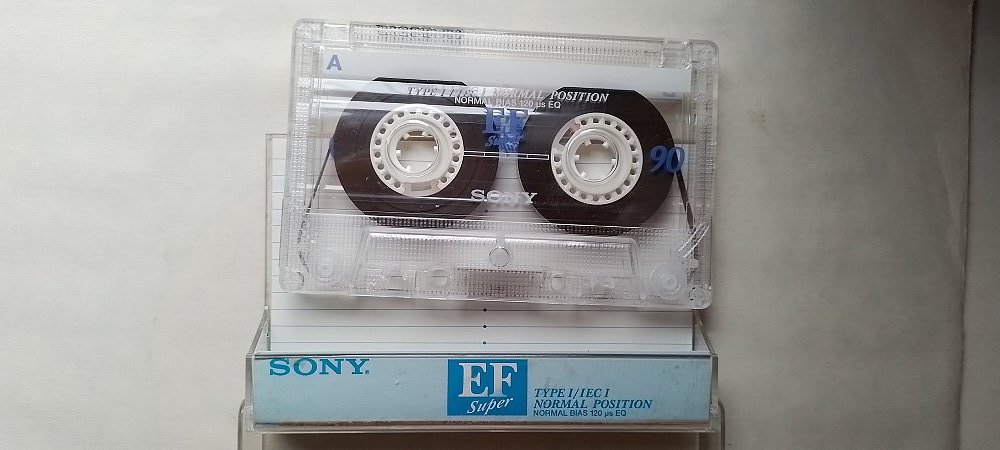 A
TYPE I / IEC I NORMAL POSITION
NORMAL BIAS 120 µs EQ
EF
Super
90
SONY
SONY®
EF
Super
TYPE I/IEC I
NORMAL POSITION
NORMAL BIAS 120 µs EQ